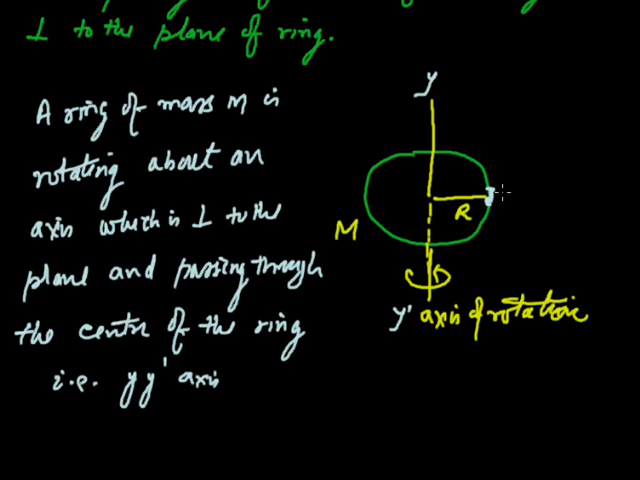 ⊥ to the plane of ring.
A ring of mass M is
rotating about an
axis which is ⊥ to the
plane and passing through
the centre of the ring
i.e. yy' axis
y
R
M
y' axis of rotation